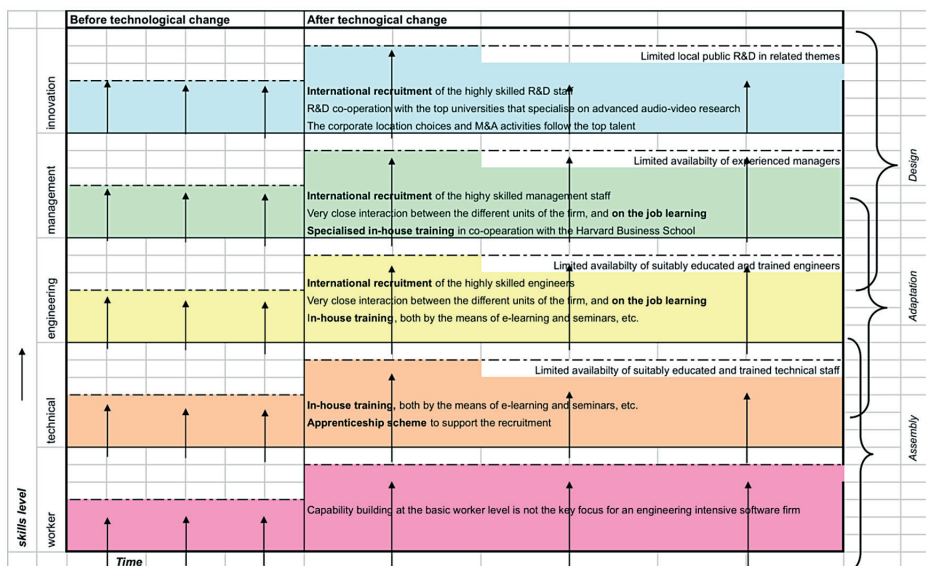 Before technological change
After technogical change
Limited local public R&D in related themes
International recruitment of the highly skilled R&D staff
R&D co-operation with the top universities that specialise on advanced audio-video research
The corporate location choices and M&A activities follow the top talent
innovation
Limited availabilty of experienced managers
International recruitment of the highy skilled management staff
Very close interaction between the different units of the firm, and on the job learning
Specialised in-house training in co-opearation with the Harvard Business School
management
Limited availabilty of suitably educated and trained engineers
International recruitment of the highly skilled engineers
Very close interaction between the different units of the firm, and on the job learning
In-house training, both by the means of e-learning and seminars, etc.
engineering
Limited availabilty of suitably educated and trained technical staff
In-house training, both by the means of e-learning and seminars, etc.
Apprenticeship scheme to support the recruitment
technical
Capability building at the basic worker level is not the key focus for an engineering intensive software firm
worker
skills level
Time
Design
Adaptation
Assembly